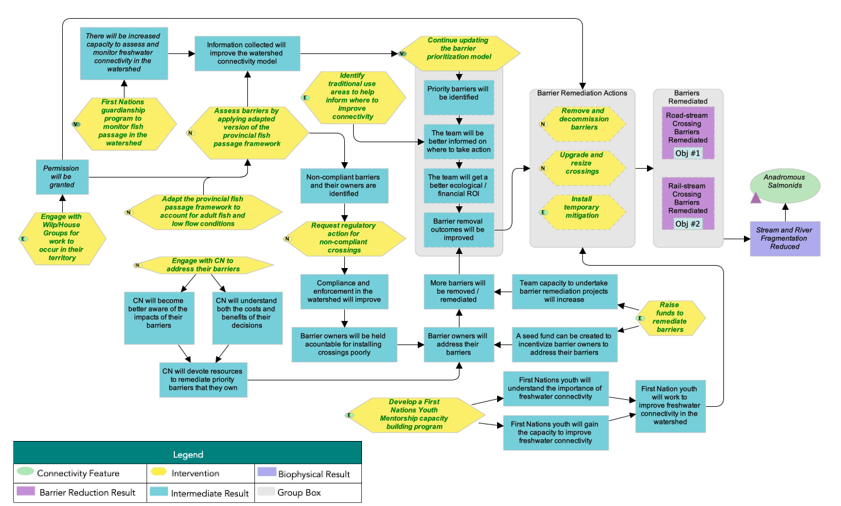 There will be increased
capacity to assess and
monitor freshwater
connectivity in the
watershed
Information collected will
improve the watershed
connectivity model
Continue updating
the barrier
prioritization model
First Nations
guardianship
program to monitor
fish passage in the
watershed
Assess barriers by
applying adapted
version of the
provincial fish
passage framework
Identify
traditional use
areas to help
inform where to
improve
connectivity
Priority barriers will
be identified
The team will be
better informed on
where to take action
The team will get a
better ecological /
financial ROI
Barrier removal
outcomes will be
improved
Barrier Remediation Actions
Remove and
decommission
barriers
Upgrade and
resize
crossings
Install
temporary
mitigation
Barriers
Remediated
Road-stream
Crossing
Barriers
Remediated
Obj #1
Rail-stream
Crossing
Barriers
Remediated
Obj #2
Anadromous
Salmonids
Stream and River
Fragmentation
Reduced
Permission
will be
granted
Engage with
Wilp/House
Groups for
work to
occur in their
territory
Adapt the provincial fish
passage framework to
account for adult fish and
low flow conditions
Non-compliant barriers
and their owners are
identified
Request regulatory
action for
non-compliant
crossings
Engage with CN to
address their barriers
CN will become
better aware of the
impacts of their
barriers
CN will understand
both the costs and
benefits of their
decisions
CN will devote resources
to remediate priority
barriers that they own
Compliance and
enforcement in the
watershed will improve
Barrier owners will be held
acountable for installing
crossings poorly
More barriers will
be removed /
remediated
Barrier owners will
address their
barriers
Team capacity to undertake
barrier remediation projects
will increase
A seed fund can be created to
incentivize barrier owners to
address their barriers
Raise
funds to
remediate
barriers
Develop a First
Nations Youth
Mentorship capacity
building program
First Nations youth will
understand the importance of
freshwater connectivity
First Nations youth will gain
the capacity to improve
freshwater connectivity
First Nation youth
will work to
improve freshwater
connectivity in the
watershed
N
N
N
N
N
N
N
N
E
E
E
E
E
Legend
Connectivity Feature
Intervention
Biophysical Result
Barrier Reduction Result
Intermediate Result
Group Box